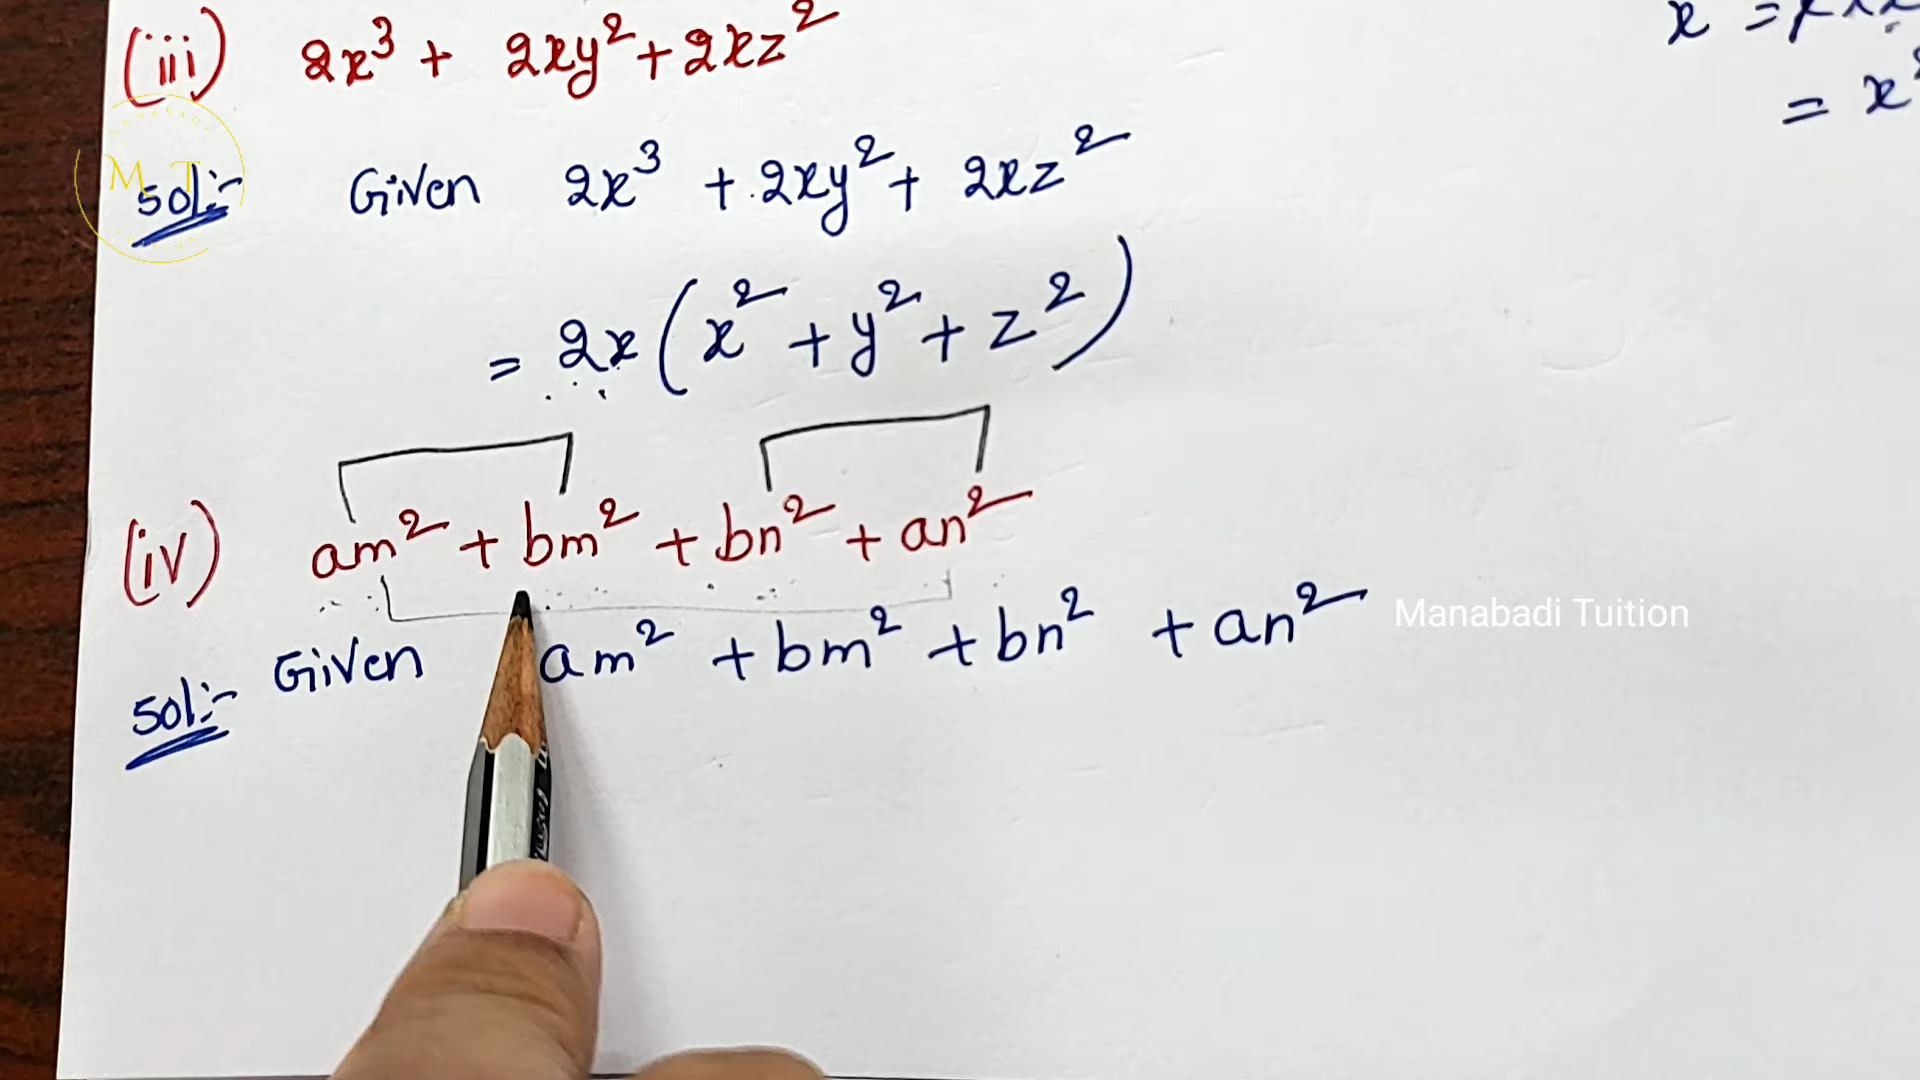 (iii) 2x³ + 2xy² + 2xz²
x =
= x
M T
Sol:- Given 2x³ + 2xy² + 2xz²
= 2x(x² + y² + z²)
(iv) am² + bm² + bn² + an²
Sol:- Given am² + bm² + bn² + an²
Manabadi Tuition